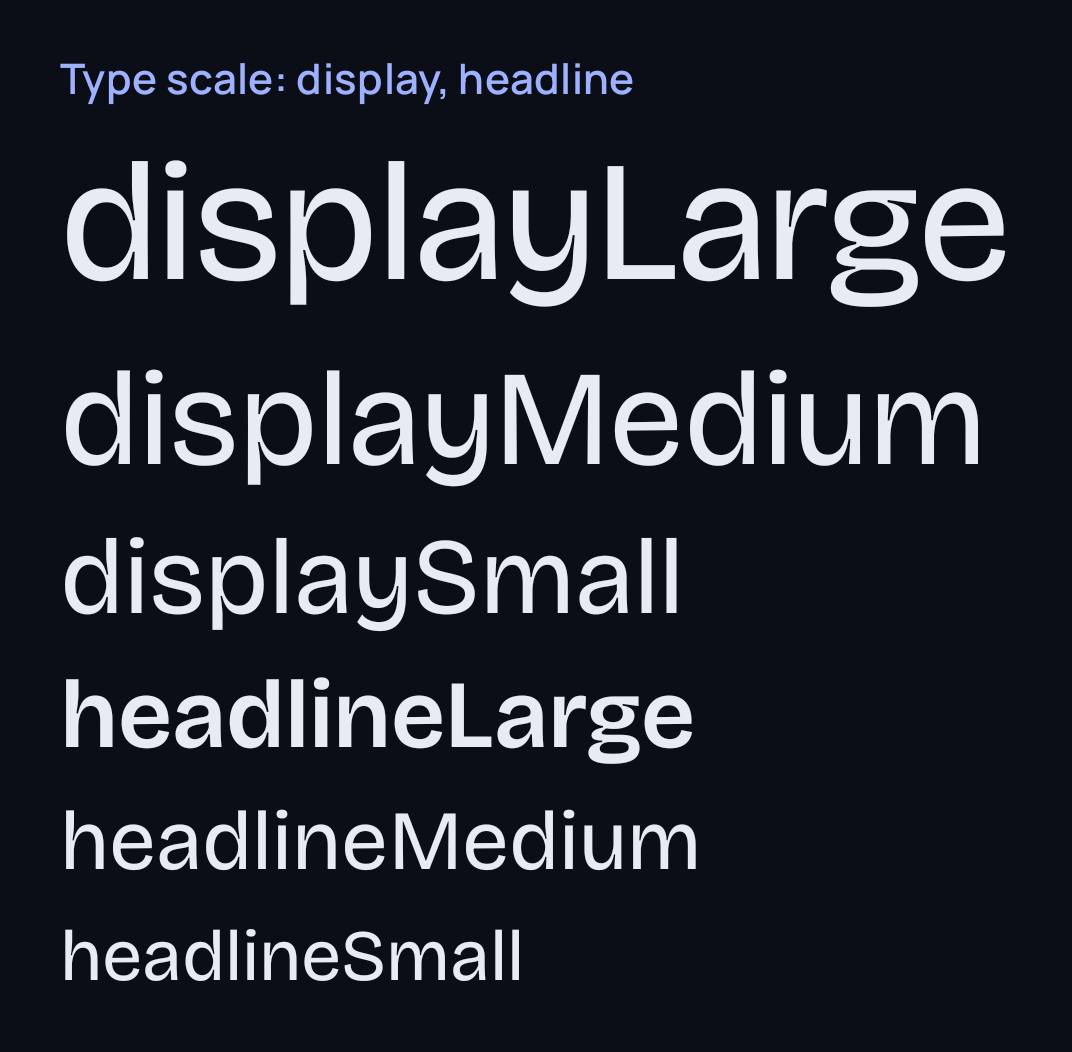 Type scale: display, headline
displayLarge
displayMedium
displaySmall
headlineLarge
headlineMedium
headlineSmall